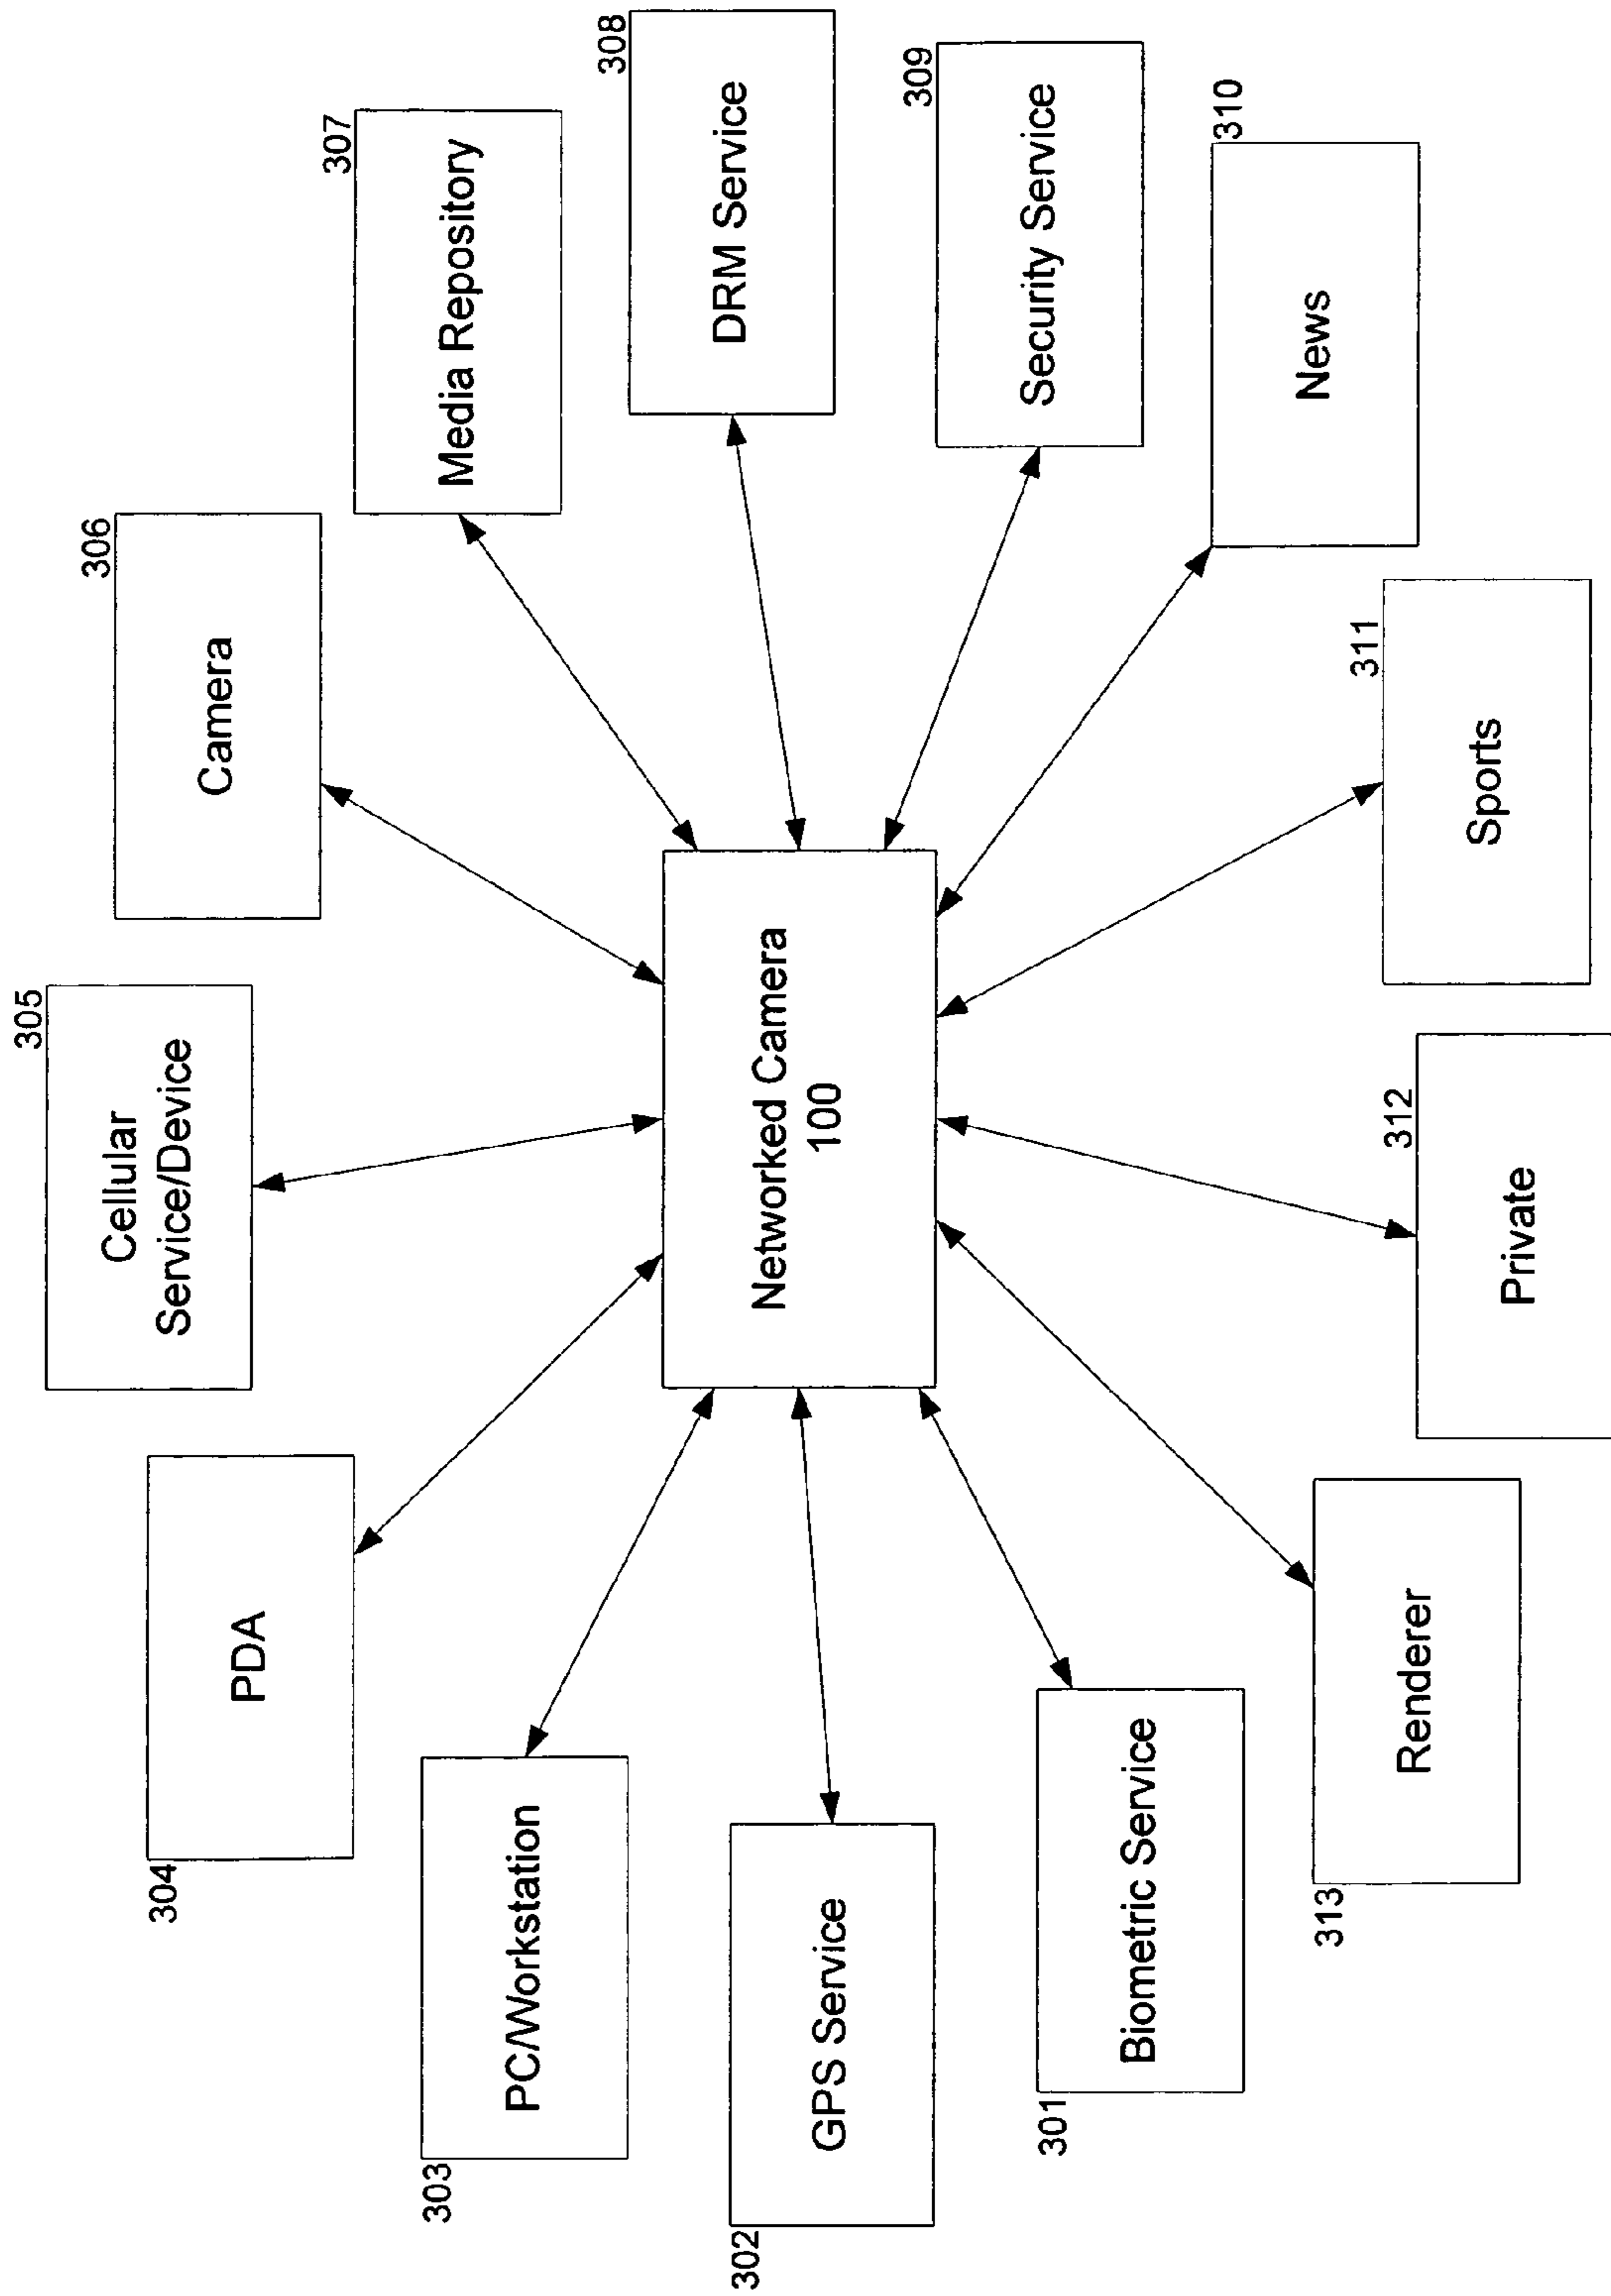 305
Cellular
Service/Device
304
PDA
306
Camera
303
PC/Workstation
307
Media Repository
302
GPS Service
Networked Camera
100
308
DRM Service
301
Biometric Service
309
Security Service
313
Renderer
310
News
312
Private
311
Sports